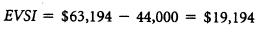 EVSI = $63,194 − 44,000 = $19,194